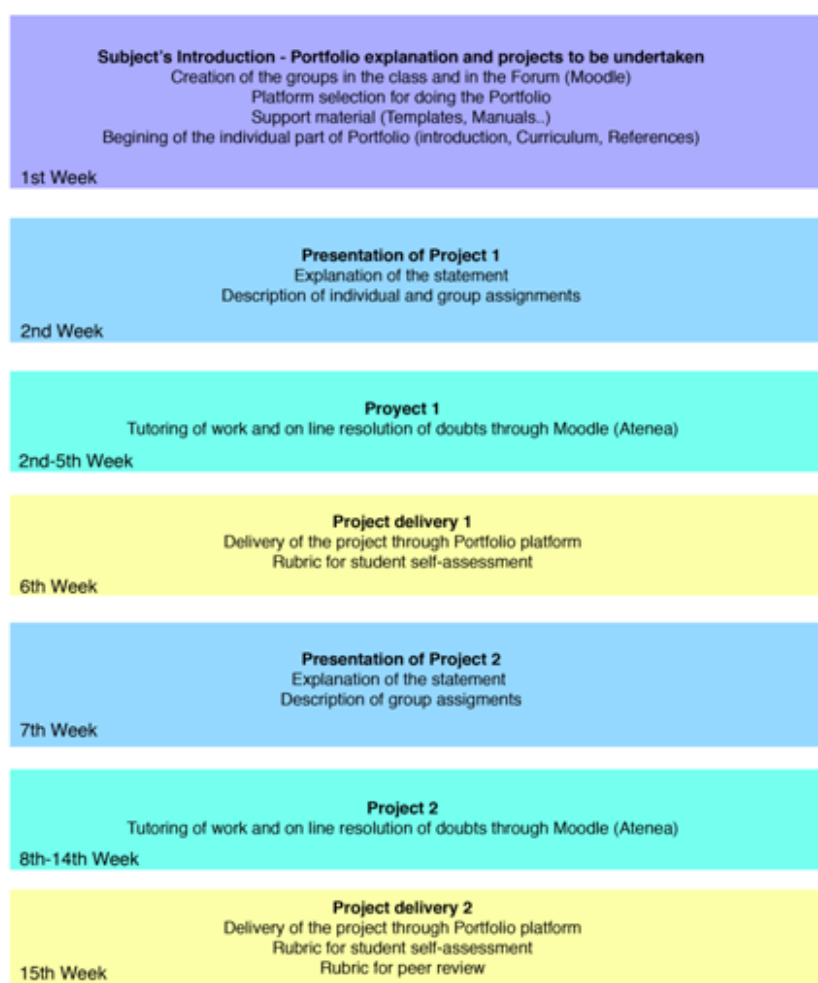 Subject's Introduction - Portfolio explanation and projects to be undertaken
Creation of the groups in the class and in the Forum (Moodle)
Platform selection for doing the Portfolio
Support material (Templates, Manuals..)
Begining of the individual part of Portfolio (introduction, Curriculum, References)
1st Week
Presentation of Project 1
Explanation of the statement
Description of individual and group assignments
2nd Week
Proyect 1
Tutoring of work and on line resolution of doubts through Moodle (Atenea)
2nd-5th Week
Project delivery 1
Delivery of the project through Portfolio platform
Rubric for student self-assessment
6th Week
Presentation of Project 2
Explanation of the statement
Description of group assigments
7th Week
Project 2
Tutoring of work and on line resolution of doubts through Moodle (Atenea)
8th-14th Week
Project delivery 2
Delivery of the project through Portfolio platform
Rubric for student self-assessment
Rubric for peer review
15th Week